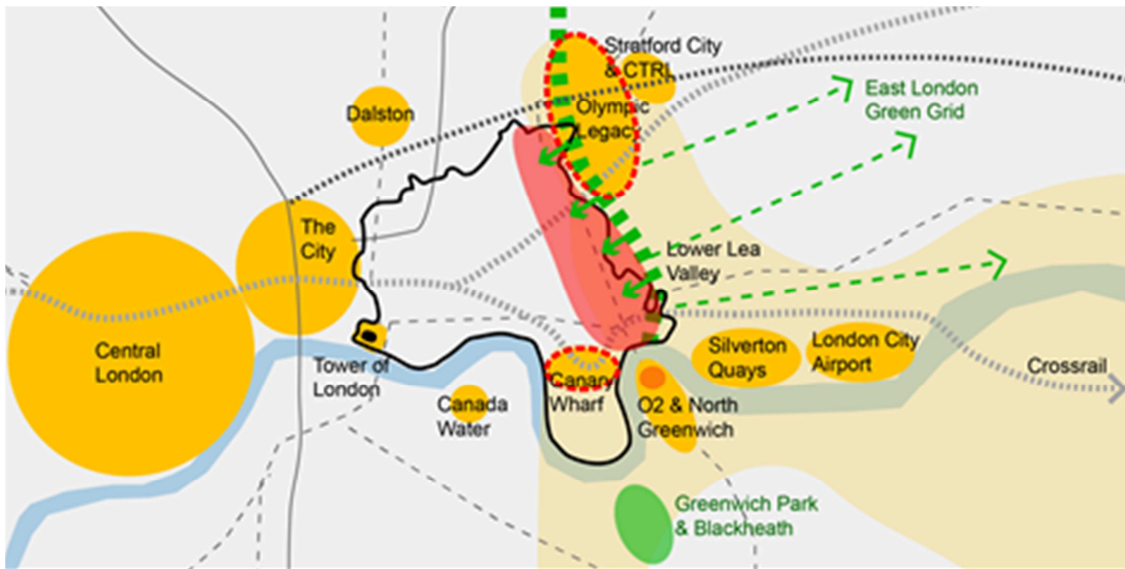 Stratford City
& CTRL
East London
Green Grid
Dalston
Olympic
Legacy
The
City
Lower Lea
Valley
Central
London
Tower of
London
Silverton
Quays
London City
Airport
Crossrail
Canary
Wharf
Canada
Water
O2 & North
Greenwich
Greenwich Park
& Blackheath